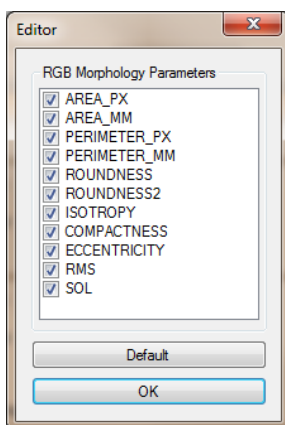 Editor
RGB Morphology Parameters
AREA_PX
AREA_MM
PERIMETER_PX
PERIMETER_MM
ROUNDNESS
ROUNDNESS2
ISOTROPY
COMPACTNESS
ECCENTRICITY
RMS
SOL
Default
OK